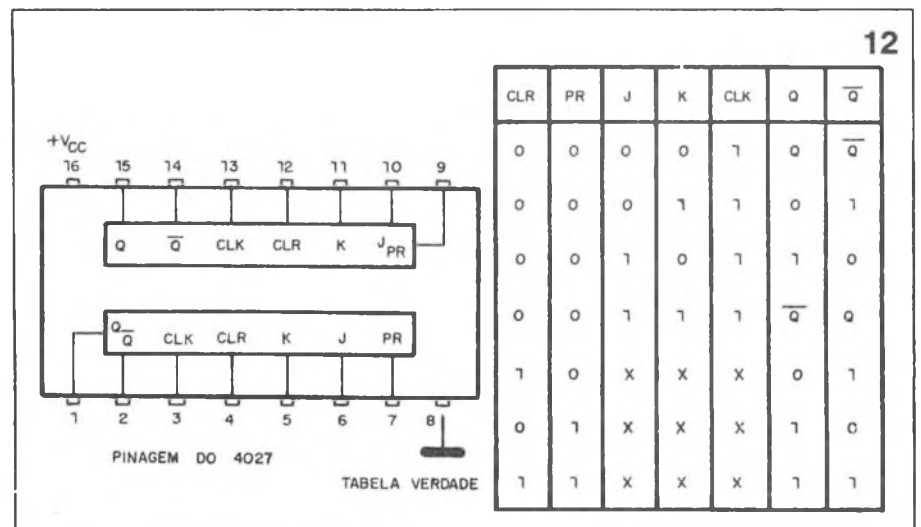 12
+VCC
16 15 14 13 12 11 10 9
Q Q̅ CLK CLR K J PR
Q Q̅ CLK CLR K J PR
1 2 3 4 5 6 7 8
PINAGEM DO 4027
TABELA VERDADE
CLR PR J K CLK Q Q̅
0 0 0 0 1 Q Q̅
0 0 0 1 1 0 1
0 0 1 0 1 1 0
0 0 1 1 1 Q̅ Q
1 0 X X X 0 1
0 1 X X X 1 0
1 1 X X X 1 1